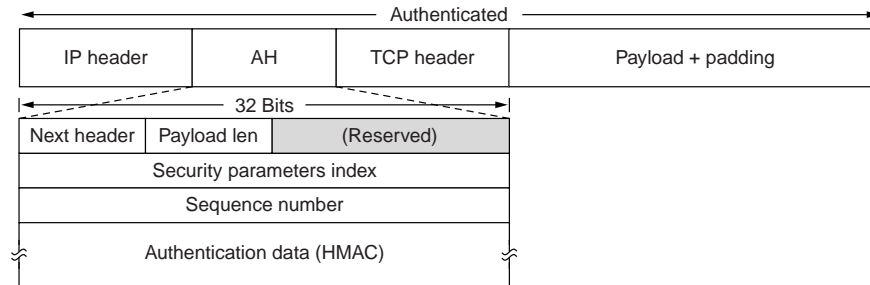 Authenticated
IP header AH TCP header Payload + padding
32 Bits
Next header Payload len (Reserved)
Security parameters index
Sequence number
Authentication data (HMAC)